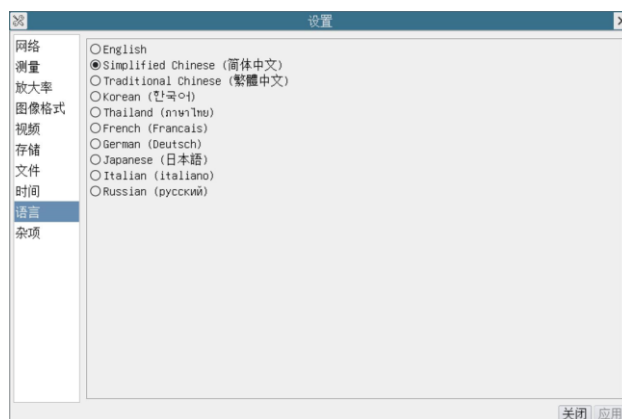 设置
网络
测量
放大率
图像格式
视频
存储
文件
时间
语言
杂项
English
Simplified Chinese (简体中文)
Traditional Chinese (繁體中文)
Korean (한국어)
Thailand (ภาษาไทย)
French (Francais)
German (Deutsch)
Japanese (日本語)
Italian (italiano)
Russian (русский)
关闭 应用